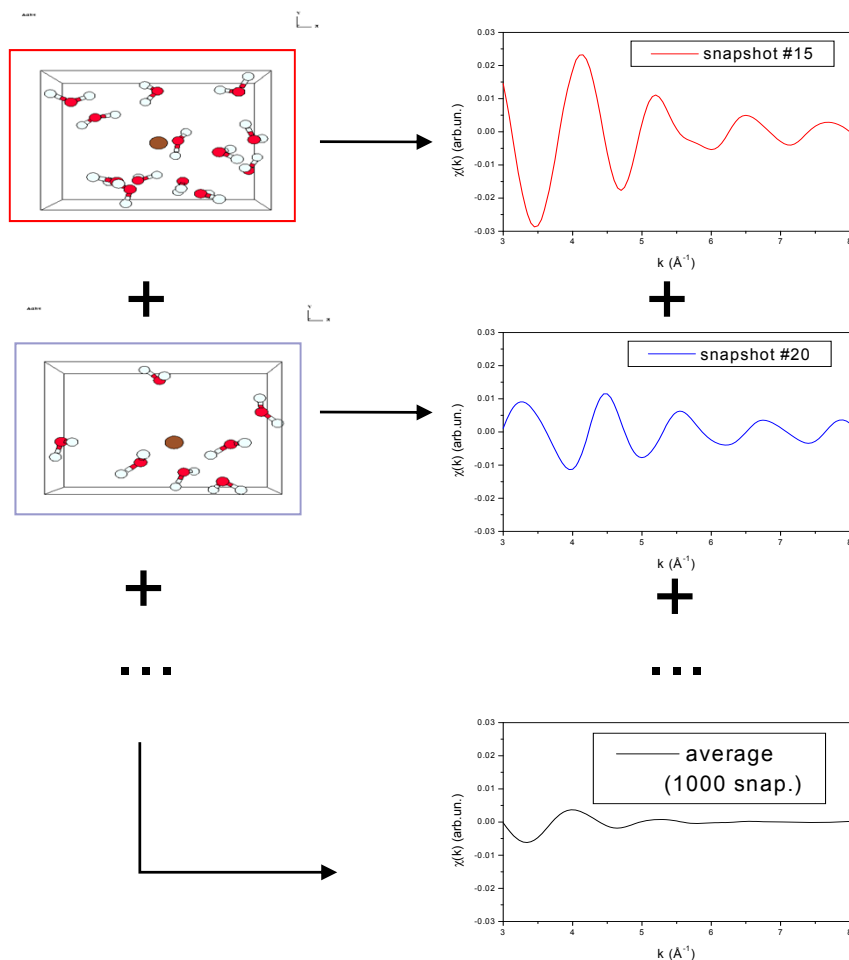 snapshot #15
0.03
0.02
0.01
0.00
-0.01
-0.02
-0.03
χ(k) (arb.un.)
3 4 5 6 7 8
k (Å⁻¹)
+ +
snapshot #20
0.03
0.02
0.01
0.00
-0.01
-0.02
-0.03
χ(k) (arb.un.)
3 4 5 6 7 8
k (Å⁻¹)
+ +
... ...
average
(1000 snap.)
0.03
0.02
0.01
0.00
-0.01
-0.02
-0.03
χ(k) (arb.un.)
3 4 5 6 7 8
k (Å⁻¹)